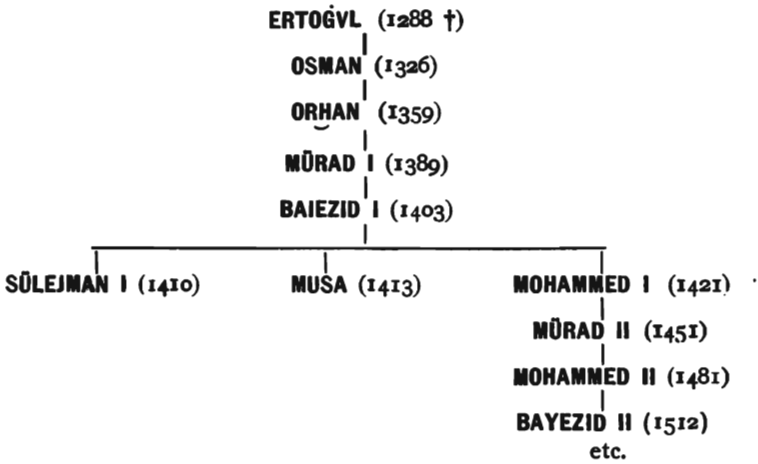 ERTOĠVL (1288 †)
OSMAN (1326)
ORḪAN (1359)
MÜRAD I (1389)
BAIEZID I (1403)
SÜLEJMAN I (1410) MUSA (1413) MOHAMMED I (1421)
MÜRAD II (1451)
MOHAMMED II (1481)
BAYEZID II (1512)
etc.